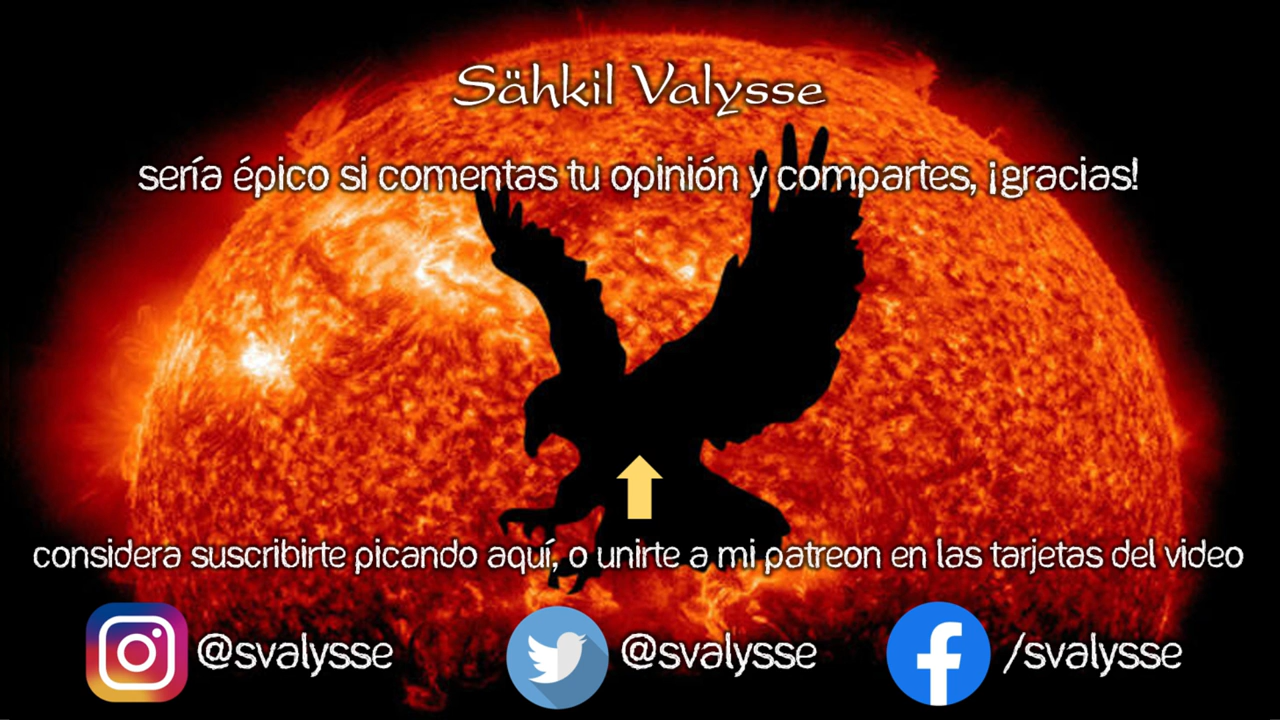 Sähkil Valysse
sería épico si comentas tu opinión y compartes, ¡gracias!
considera suscribirte picando aquí, o unirte a mi patreon en las tarjetas del video
@svalysse @svalysse /svalysse